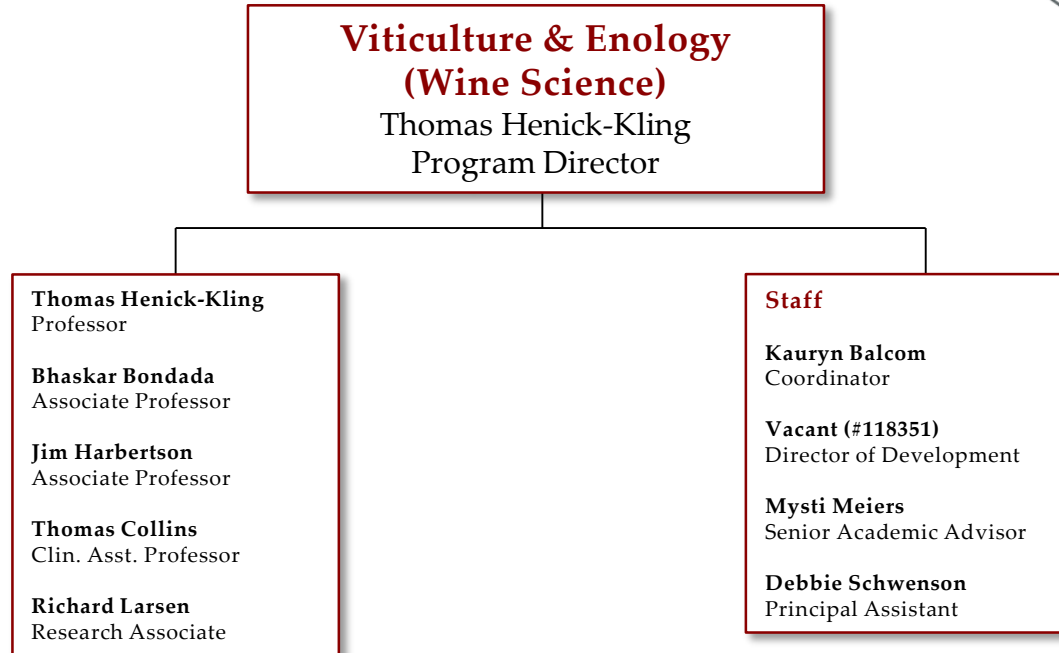 Viticulture & Enology
(Wine Science)
Thomas Henick-Kling
Program Director
Thomas Henick-Kling
Professor
Bhaskar Bondada
Associate Professor
Jim Harbertson
Associate Professor
Thomas Collins
Clin. Asst. Professor
Richard Larsen
Research Associate
Staff
Kauryn Balcom
Coordinator
Vacant (#118351)
Director of Development
Mysti Meiers
Senior Academic Advisor
Debbie Schwenson
Principal Assistant